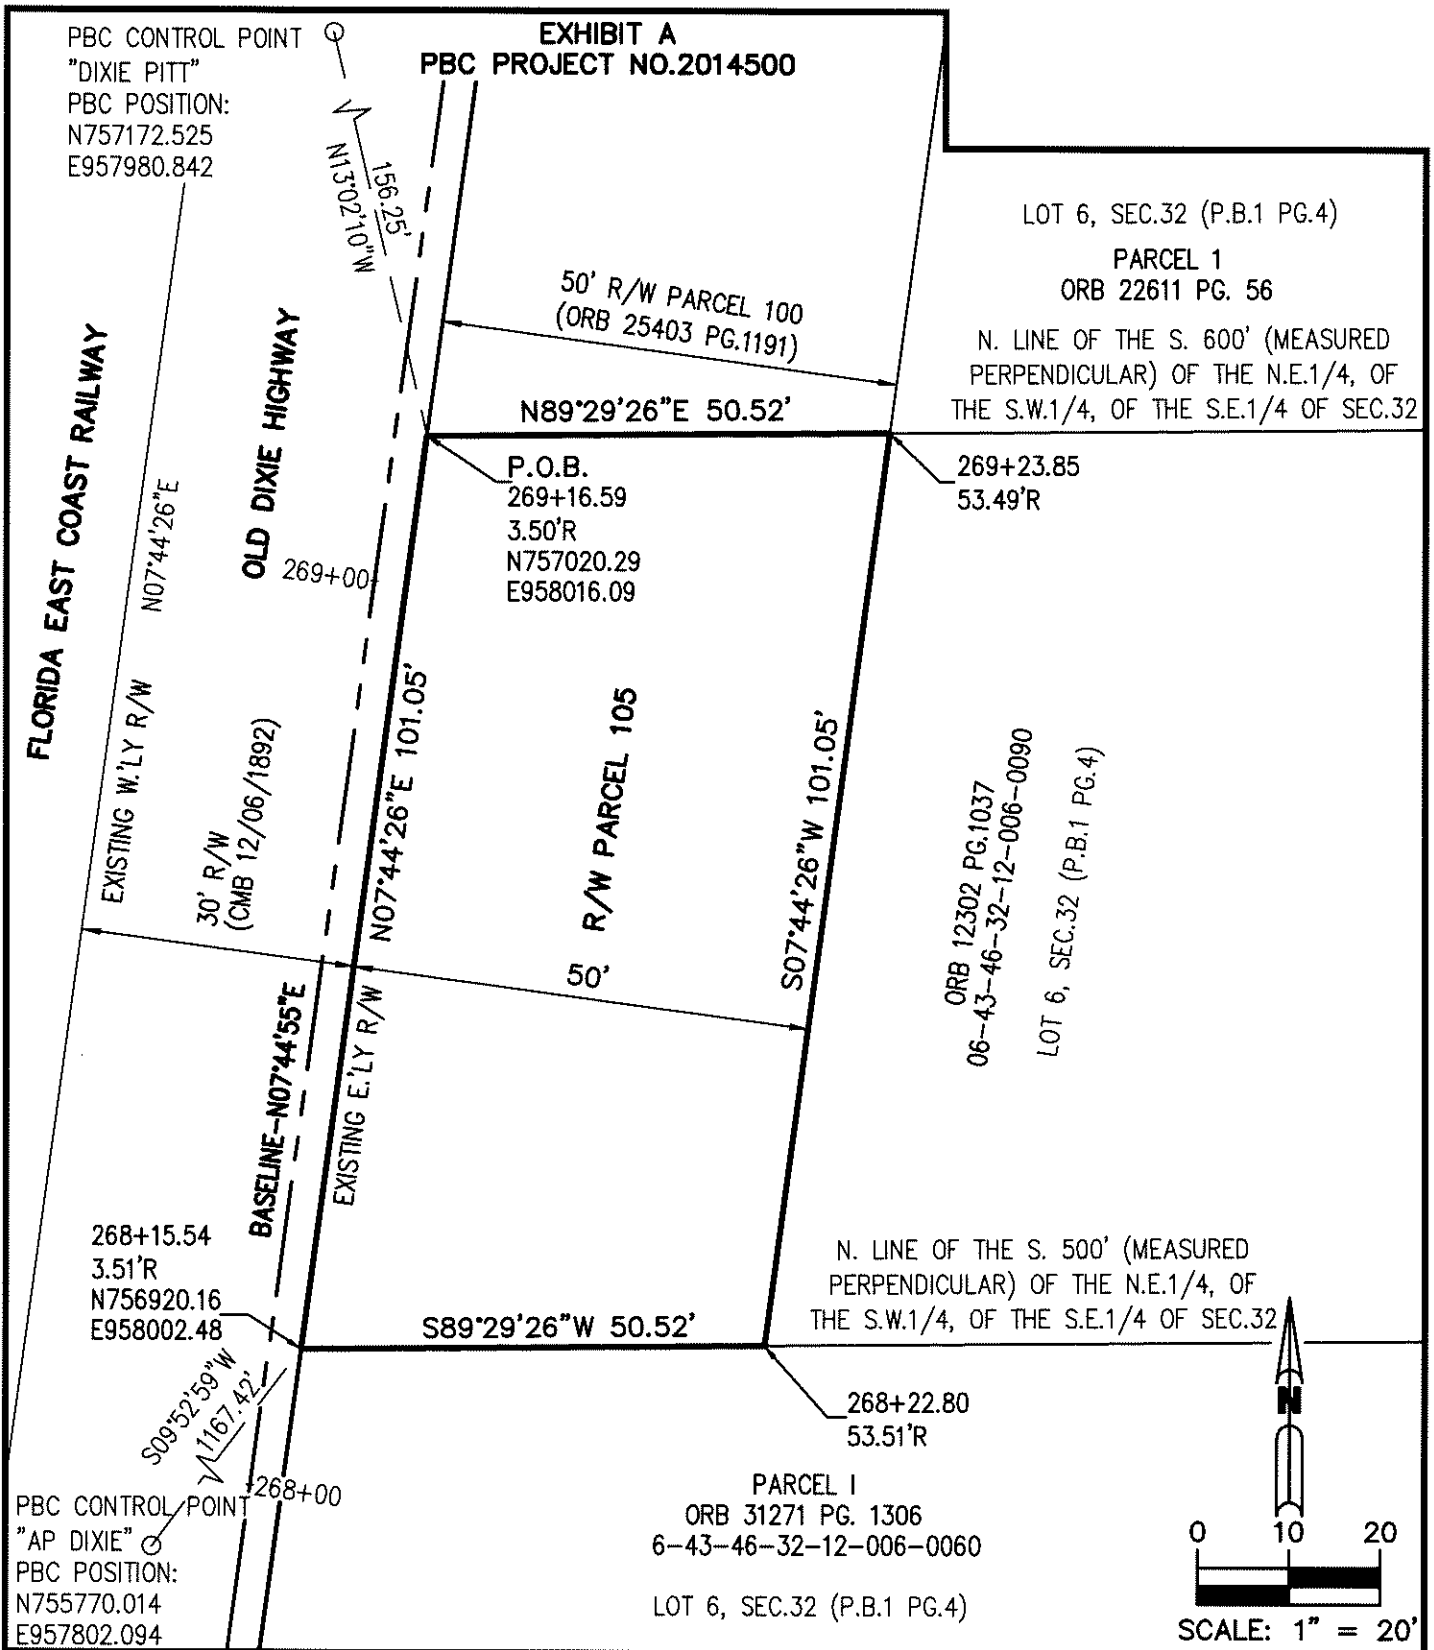 EXHIBIT A
PBC PROJECT NO.2014500
PBC CONTROL POINT
"DIXIE PITT"
PBC POSITION:
N757172.525
E957980.842
156.25'
N13°02'10"W
LOT 6, SEC.32 (P.B.1 PG.4)
PARCEL 1
ORB 22611 PG. 56
N. LINE OF THE S. 600' (MEASURED
PERPENDICULAR) OF THE N.E.1/4, OF
THE S.W.1/4, OF THE S.E.1/4 OF SEC.32
50' R/W PARCEL 100
(ORB 25403 PG.1191)
N89°29'26"E 50.52'
P.O.B.
269+16.59
3.50'R
N757020.29
E958016.09
269+23.85
53.49'R
FLORIDA EAST COAST RAILWAY
N07°44'26"E
EXISTING W.'LY R/W
OLD DIXIE HIGHWAY
269+00
30' R/W
(CMB 12/06/1892)
N07°44'26"E 101.05'
R/W PARCEL 105
S07°44'26"W 101.05'
50'
ORB 12302 PG.1037
06-43-46-32-12-006-0090
LOT 6, SEC.32 (P.B.1 PG.4)
BASELINE-N07°44'55"E
EXISTING E.'LY R/W
268+15.54
3.51'R
N756920.16
E958002.48
S89°29'26"W 50.52'
N. LINE OF THE S. 500' (MEASURED
PERPENDICULAR) OF THE N.E.1/4, OF
THE S.W.1/4, OF THE S.E.1/4 OF SEC.32
268+22.80
53.51'R
S09°52'59"W
1167.42'
268+00
PBC CONTROL POINT
"AP DIXIE"
PBC POSITION:
N755770.014
E957802.094
PARCEL I
ORB 31271 PG. 1306
6-43-46-32-12-006-0060
LOT 6, SEC.32 (P.B.1 PG.4)
N
0 10 20
SCALE: 1" = 20'